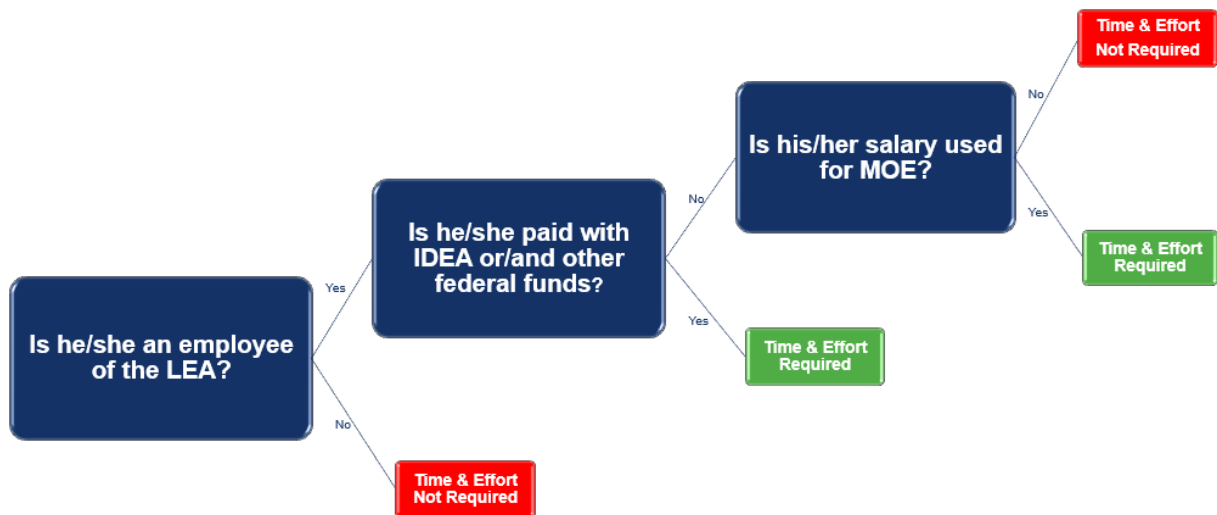 Is he/she an employee
of the LEA?
Yes
No
Time & Effort
Not Required
Is he/she paid with
IDEA or/and other
federal funds?
No
Yes
Time & Effort
Required
Is his/her salary used
for MOE?
No
Yes
Time & Effort
Not Required
Time & Effort
Required